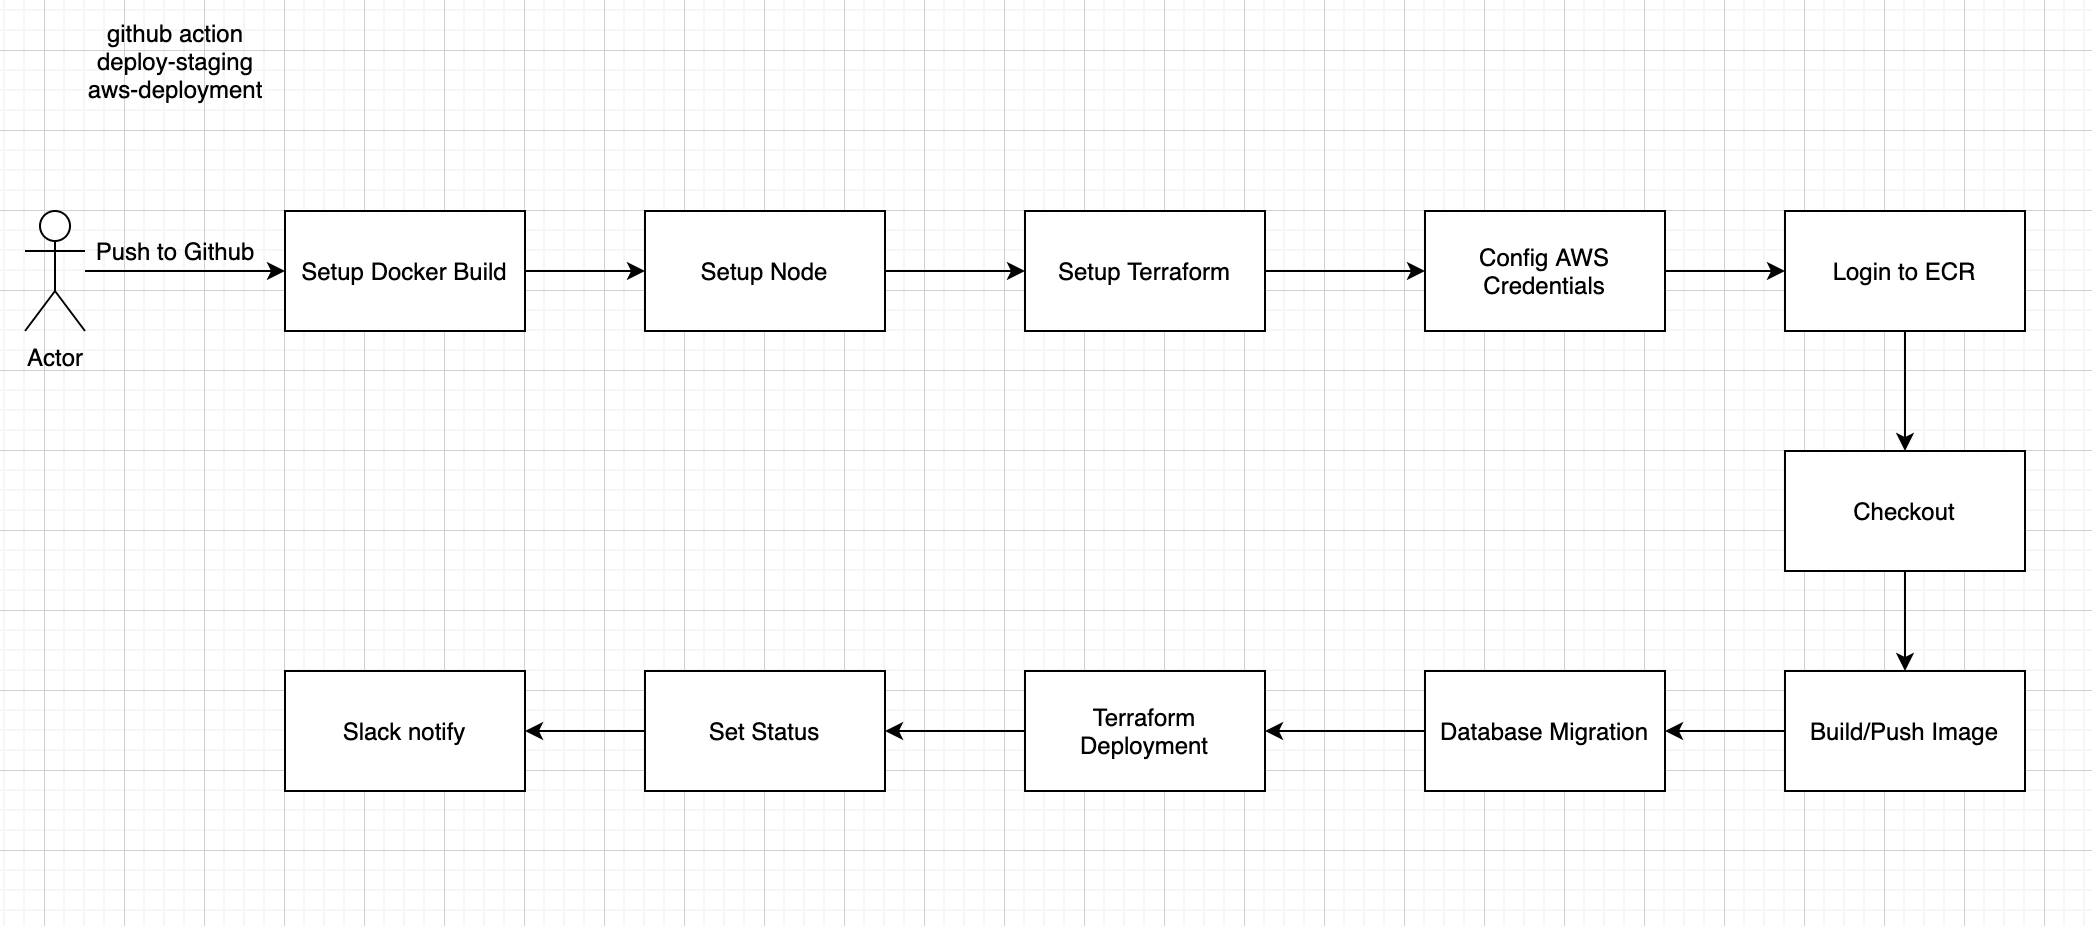 github action
deploy-staging
aws-deployment
Push to Github
Actor
Setup Docker Build
Setup Node
Setup Terraform
Config AWS
Credentials
Login to ECR
Checkout
Build/Push Image
Database Migration
Terraform
Deployment
Set Status
Slack notify